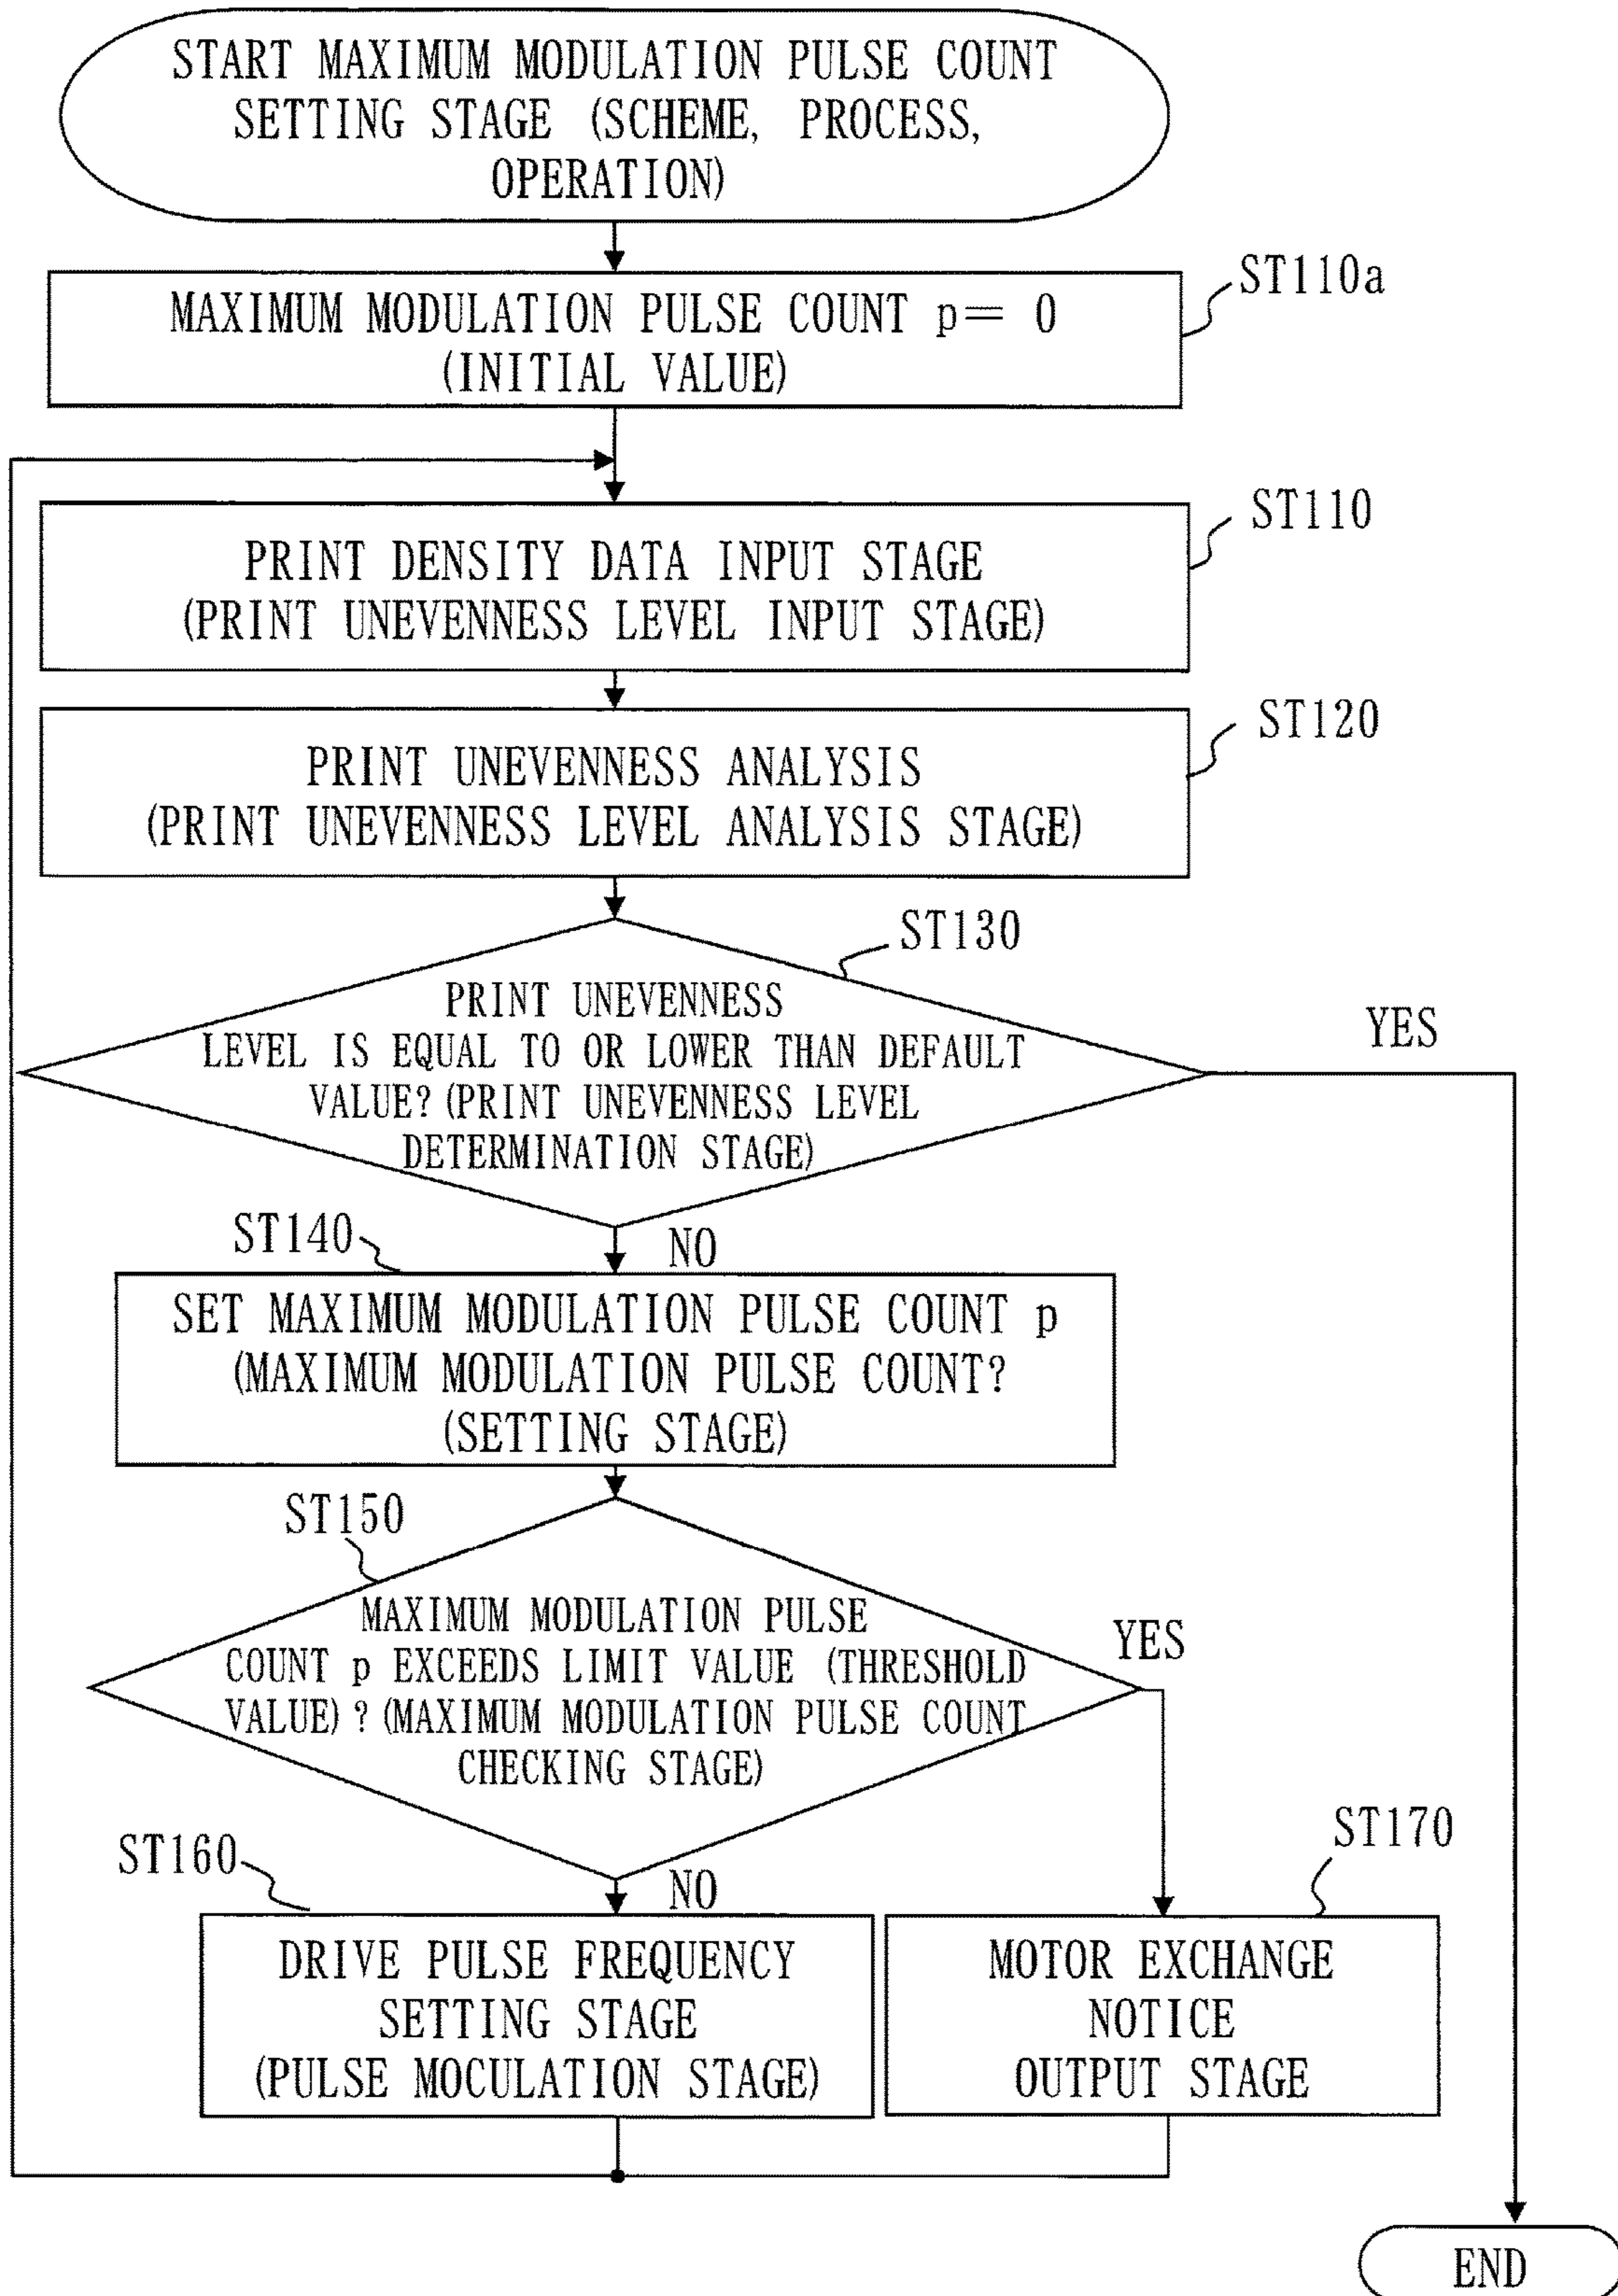 START MAXIMUM MODULATION PULSE COUNT
SETTING STAGE (SCHEME, PROCESS,
OPERATION)
MAXIMUM MODULATION PULSE COUNT p= 0
(INITIAL VALUE)
ST110a
PRINT DENSITY DATA INPUT STAGE
(PRINT UNEVENNESS LEVEL INPUT STAGE)
ST110
PRINT UNEVENNESS ANALYSIS
(PRINT UNEVENNESS LEVEL ANALYSIS STAGE)
ST120
ST130
PRINT UNEVENNESS
LEVEL IS EQUAL TO OR LOWER THAN DEFAULT
VALUE? (PRINT UNEVENNESS LEVEL
DETERMINATION STAGE)
YES
NO
ST140
SET MAXIMUM MODULATION PULSE COUNT p
(MAXIMUM MODULATION PULSE COUNT?
(SETTING STAGE)
ST150
MAXIMUM MODULATION PULSE
COUNT p EXCEEDS LIMIT VALUE (THRESHOLD
VALUE) ? (MAXIMUM MODULATION PULSE COUNT
CHECKING STAGE)
YES
NO
ST160
DRIVE PULSE FREQUENCY
SETTING STAGE
(PULSE MOCULATION STAGE)
ST170
MOTOR EXCHANGE
NOTICE
OUTPUT STAGE
END